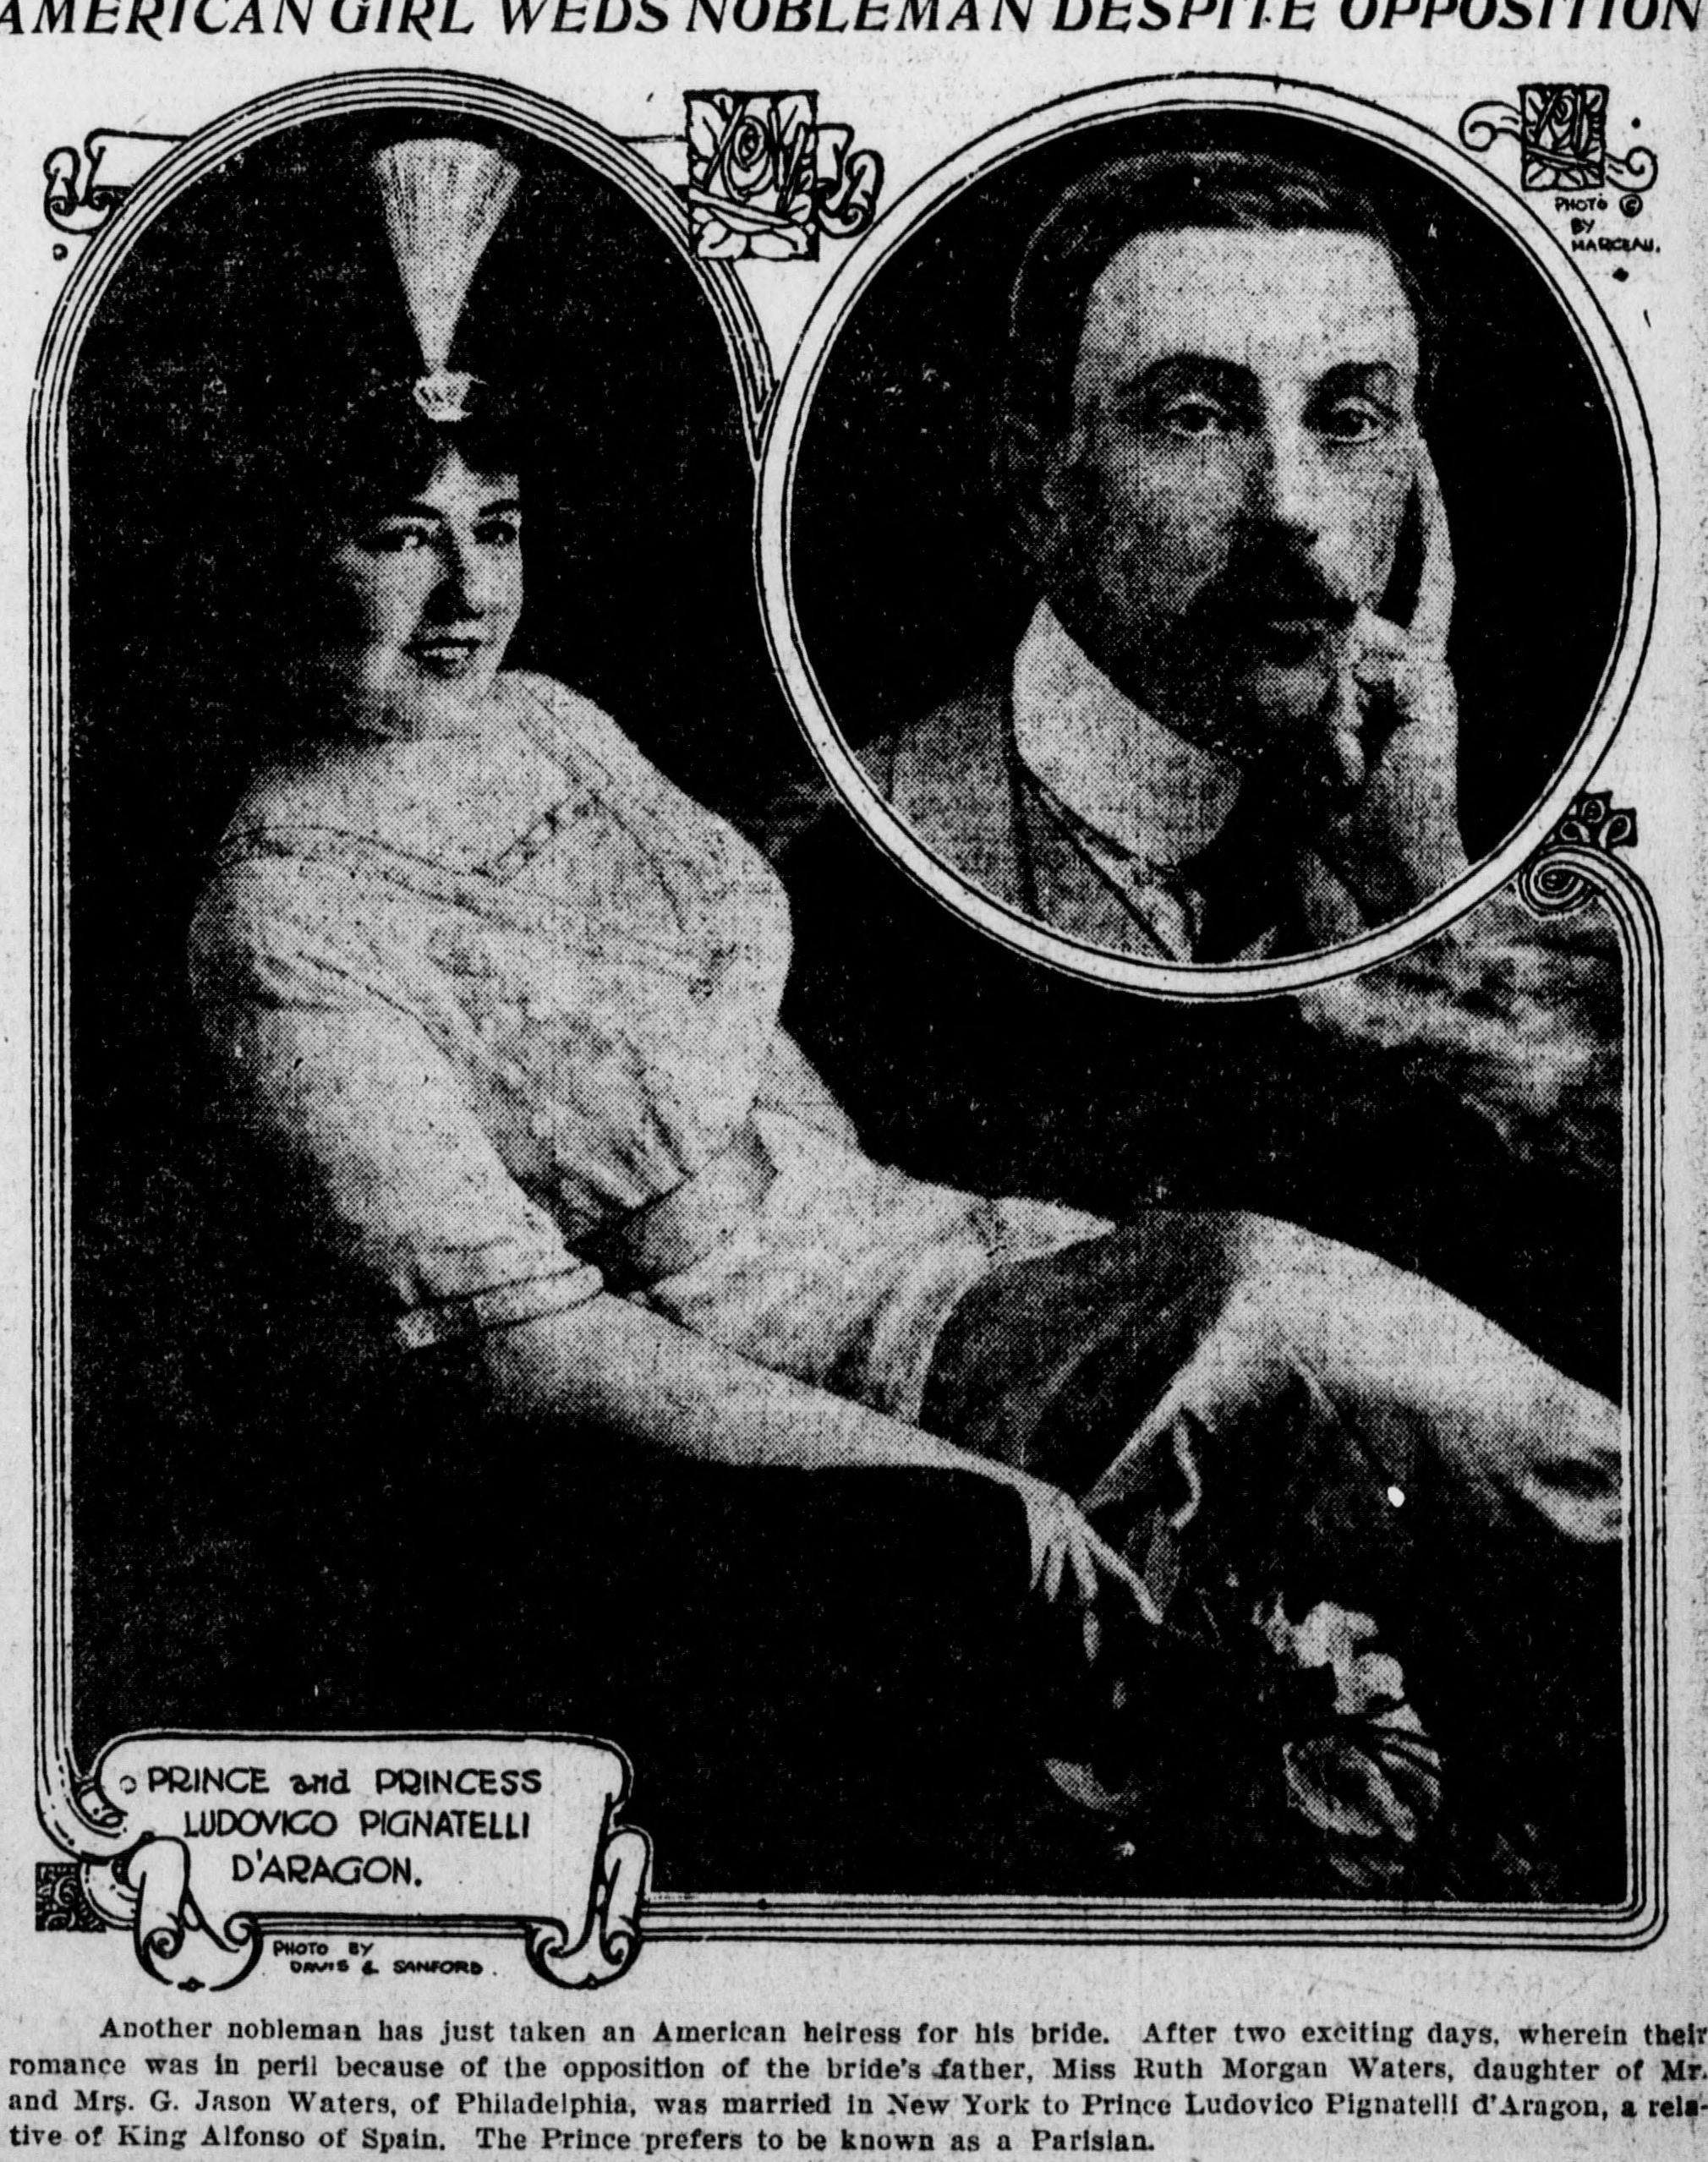 AMERICAN GIRL WEDS NOBLEMAN DESPITE OPPOSITION
PHOTO ©
BY
MARCEAU.
PRINCE and PRINCESS
LUDOVICO PIGNATELLI
D'ARAGON.
PHOTO BY
DAVIS & SANFORD.
Another nobleman has just taken an American heiress for his bride. After two exciting days, wherein their
romance was in peril because of the opposition of the bride's father, Miss Ruth Morgan Waters, daughter of Mr.
and Mrs. G. Jason Waters, of Philadelphia, was married in New York to Prince Ludovico Pignatelli d'Aragon, a rela-
tive of King Alfonso of Spain. The Prince prefers to be known as a Parisian.